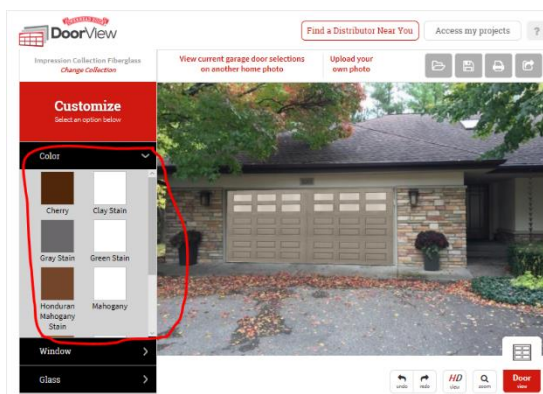 DoorView
Find a Distributor Near You
Access my projects
?
Impression Collection Fiberglass
Change Collection
View current garage door selections
on another home photo
Upload your
own photo
Customize
Select an option below
Color
Cherry
Clay Stain
Gray Stain
Green Stain
Honduran
Mahogany
Stain
Mahogany
Window
Glass
undo
redo
HD
view
zoom
Door
view